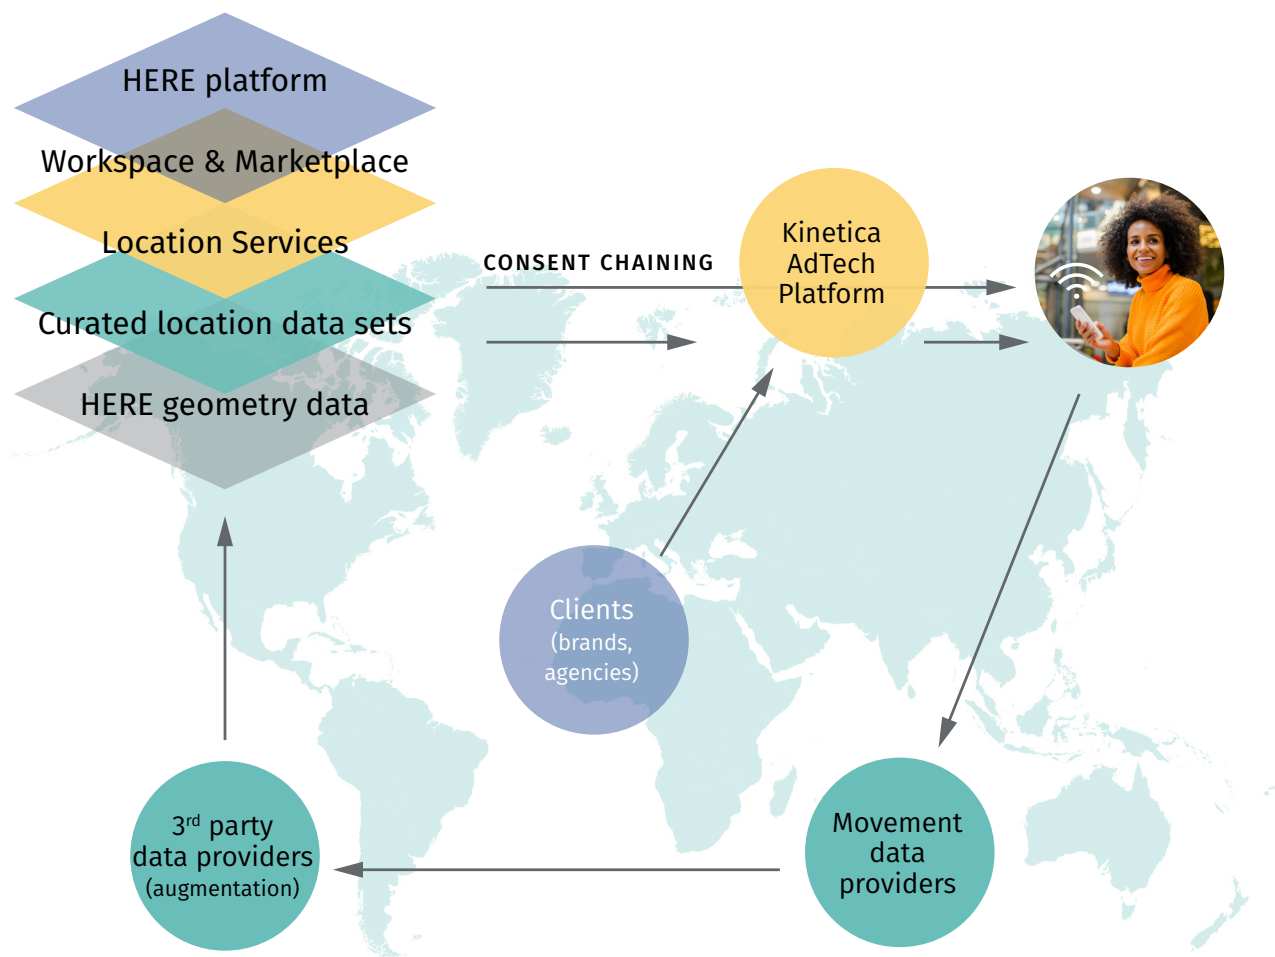 HERE platform
Workspace & Marketplace
Location Services
Curated location data sets
HERE geometry data
CONSENT CHAINING
Kinetica
AdTech
Platform
Clients
(brands,
agencies)
3rd party
data providers
(augmentation)
Movement
data
providers